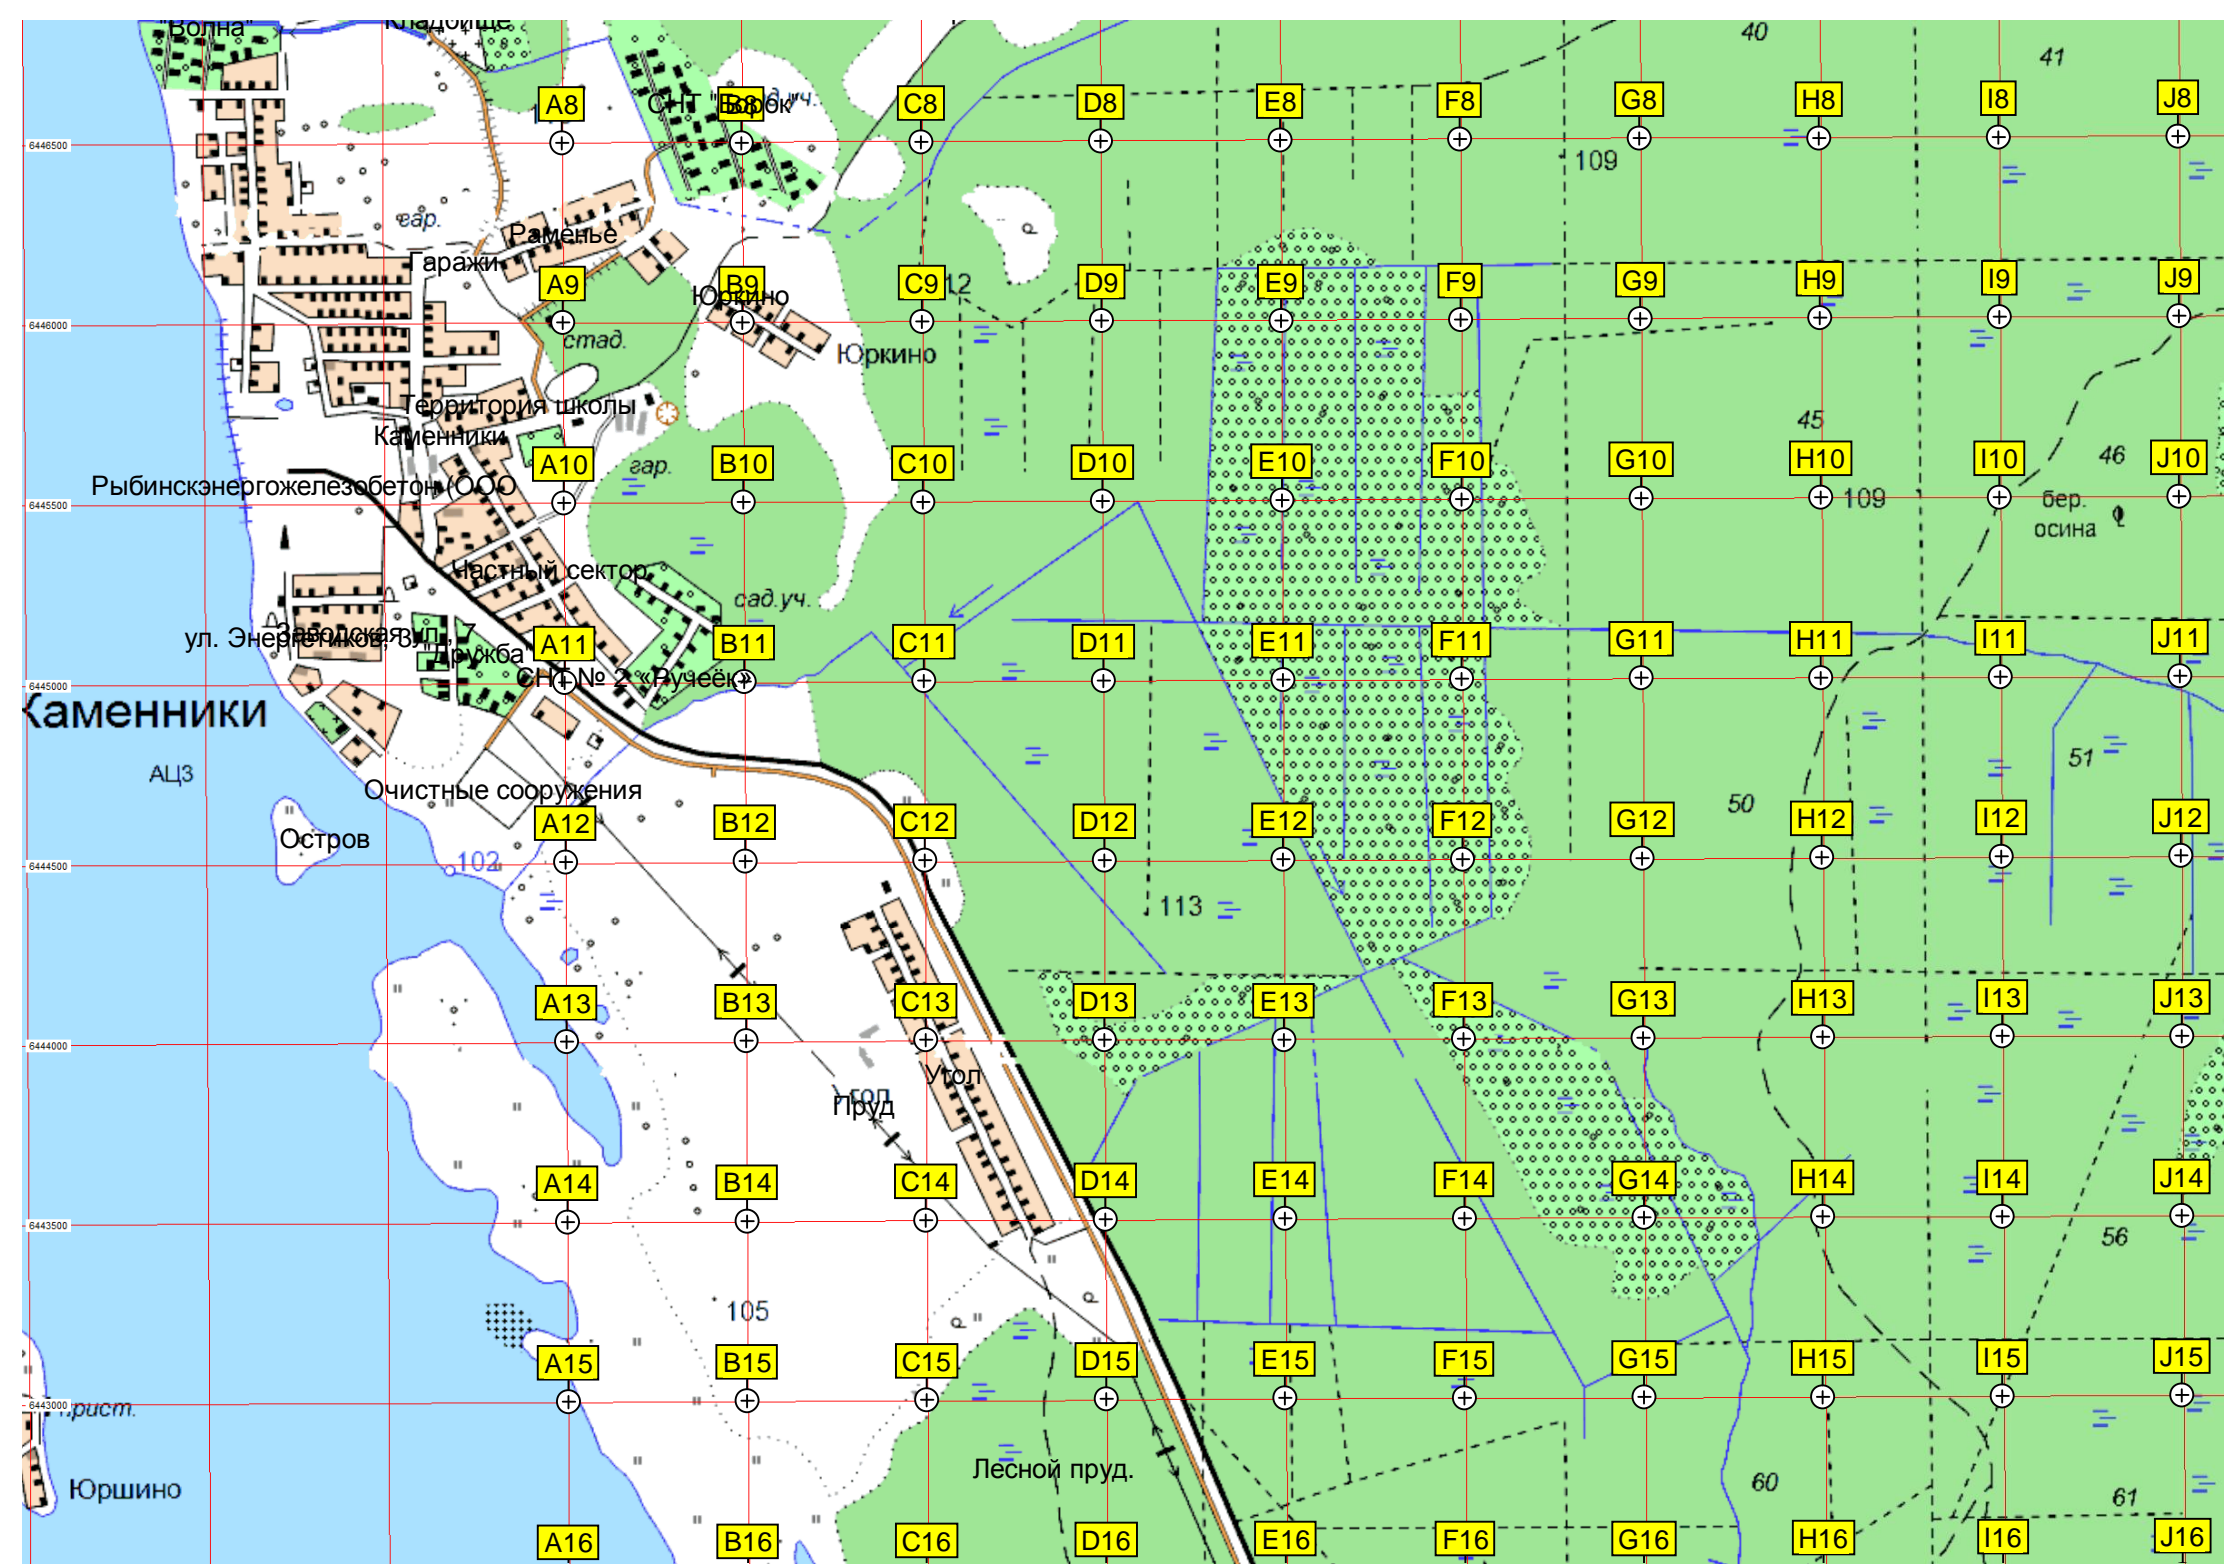 "Волна"
Кладбище
40
41
A8
СНТ "Борок"
B8
C8
D8
E8
F8
G8
H8
I8
J8
6446500
109
гар.
Раменье
Гаражи
A9
B9
Юркино
C9
12
D9
E9
F9
G9
H9
I9
J9
6446000
стад.
Юркино
Территория школы
Каменники
45
46
A10
гар.
B10
C10
D10
E10
F10
G10
H10
I10
J10
Рыбинскэнергожелезобетон (ООО
6445500
109
бер.
осина
Частный сектор
сад.уч.
ул. Энергетиков, 3
Заводская ул., 7
"Дружба"
A11
B11
C11
D11
E11
F11
G11
H11
I11
J11
СНТ № 2 «Ручеёк»
6445000
Каменники
АЦЗ
51
Очистные сооружения
50
A12
B12
C12
D12
E12
F12
G12
H12
I12
J12
Остров
102
6444500
113
A13
B13
C13
D13
E13
F13
G13
H13
I13
J13
6444000
Угол
Угол
Пруд
A14
B14
C14
D14
E14
F14
G14
H14
I14
J14
6443500
56
105
A15
B15
C15
D15
E15
F15
G15
H15
I15
J15
6443000
Лесной пруд.
Юршино
60
61
A16
B16
C16
D16
E16
F16
G16
H16
I16
J16